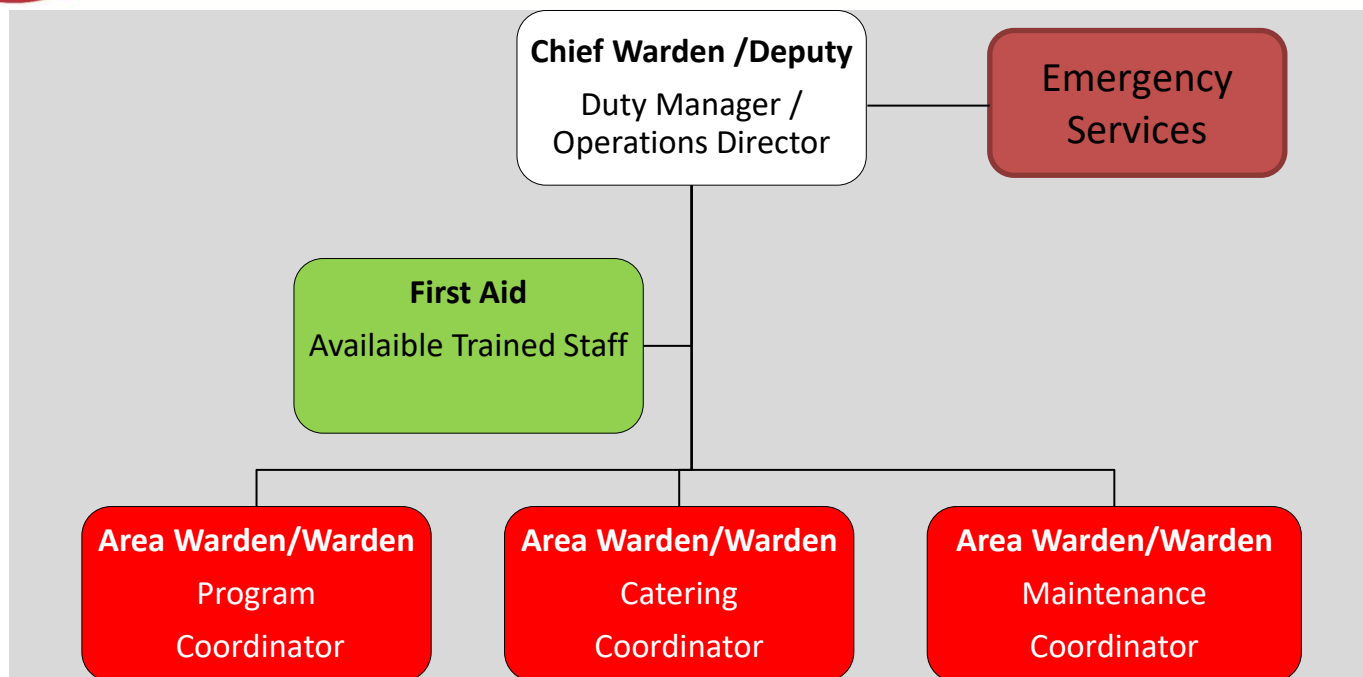 Chief Warden /Deputy
Duty Manager /
Operations Director
Emergency
Services
First Aid
Availaible Trained Staff
Area Warden/Warden
Program
Coordinator
Area Warden/Warden
Catering
Coordinator
Area Warden/Warden
Maintenance
Coordinator